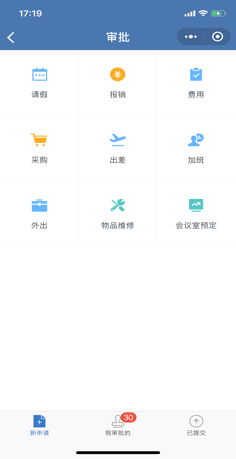 17:19
审批
请假
报销
费用
采购
出差
加班
外出
物品维修
会议室预定
30
新申请
我审批的
已提交